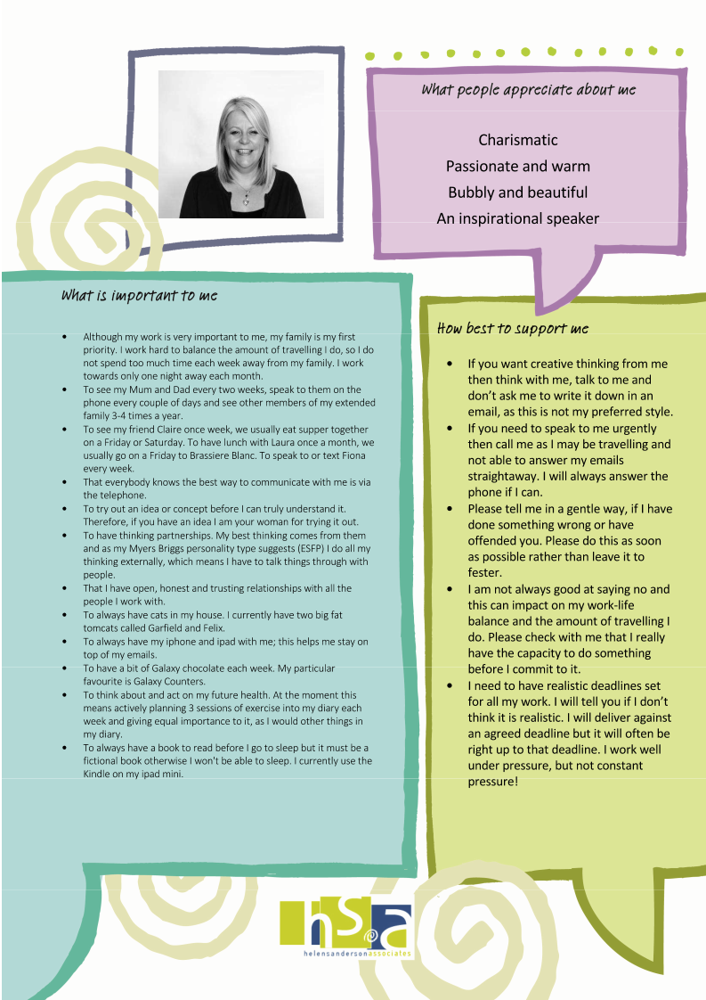 What people appreciate about me
Charismatic
Passionate and warm
Bubbly and beautiful
An inspirational speaker
What is important to me
• Although my work is very important to me, my family is my first
priority. I work hard to balance the amount of travelling I do, so I do
not spend too much time each week away from my family. I work
towards only one night away each month.
• To see my Mum and Dad every two weeks, speak to them on the
phone every couple of days and see other members of my extended
family 3-4 times a year.
• To see my friend Claire once week, we usually eat supper together
on a Friday or Saturday. To have lunch with Laura once a month, we
usually go on a Friday to Brassiere Blanc. To speak to or text Fiona
every week.
• That everybody knows the best way to communicate with me is via
the telephone.
• To try out an idea or concept before I can truly understand it.
Therefore, if you have an idea I am your woman for trying it out.
• To have thinking partnerships. My best thinking comes from them
and as my Myers Briggs personality type suggests (ESFP) I do all my
thinking externally, which means I have to talk things through with
people.
• That I have open, honest and trusting relationships with all the
people I work with.
• To always have cats in my house. I currently have two big fat
tomcats called Garfield and Felix.
• To always have my iphone and ipad with me; this helps me stay on
top of my emails.
• To have a bit of Galaxy chocolate each week. My particular
favourite is Galaxy Counters.
• To think about and act on my future health. At the moment this
means actively planning 3 sessions of exercise into my diary each
week and giving equal importance to it, as I would other things in
my diary.
• To always have a book to read before I go to sleep but it must be a
fictional book otherwise I won't be able to sleep. I currently use the
Kindle on my ipad mini.
How best to support me
• If you want creative thinking from me
then think with me, talk to me and
don’t ask me to write it down in an
email, as this is not my preferred style.
• If you need to speak to me urgently
then call me as I may be travelling and
not able to answer my emails
straightaway. I will always answer the
phone if I can.
• Please tell me in a gentle way, if I have
done something wrong or have
offended you. Please do this as soon
as possible rather than leave it to
fester.
• I am not always good at saying no and
this can impact on my work-life
balance and the amount of travelling I
do. Please check with me that I really
have the capacity to do something
before I commit to it.
• I need to have realistic deadlines set
for all my work. I will tell you if I don’t
think it is realistic. I will deliver against
an agreed deadline but it will often be
right up to that deadline. I work well
under pressure, but not constant
pressure!
hsa
helensandersonassociates